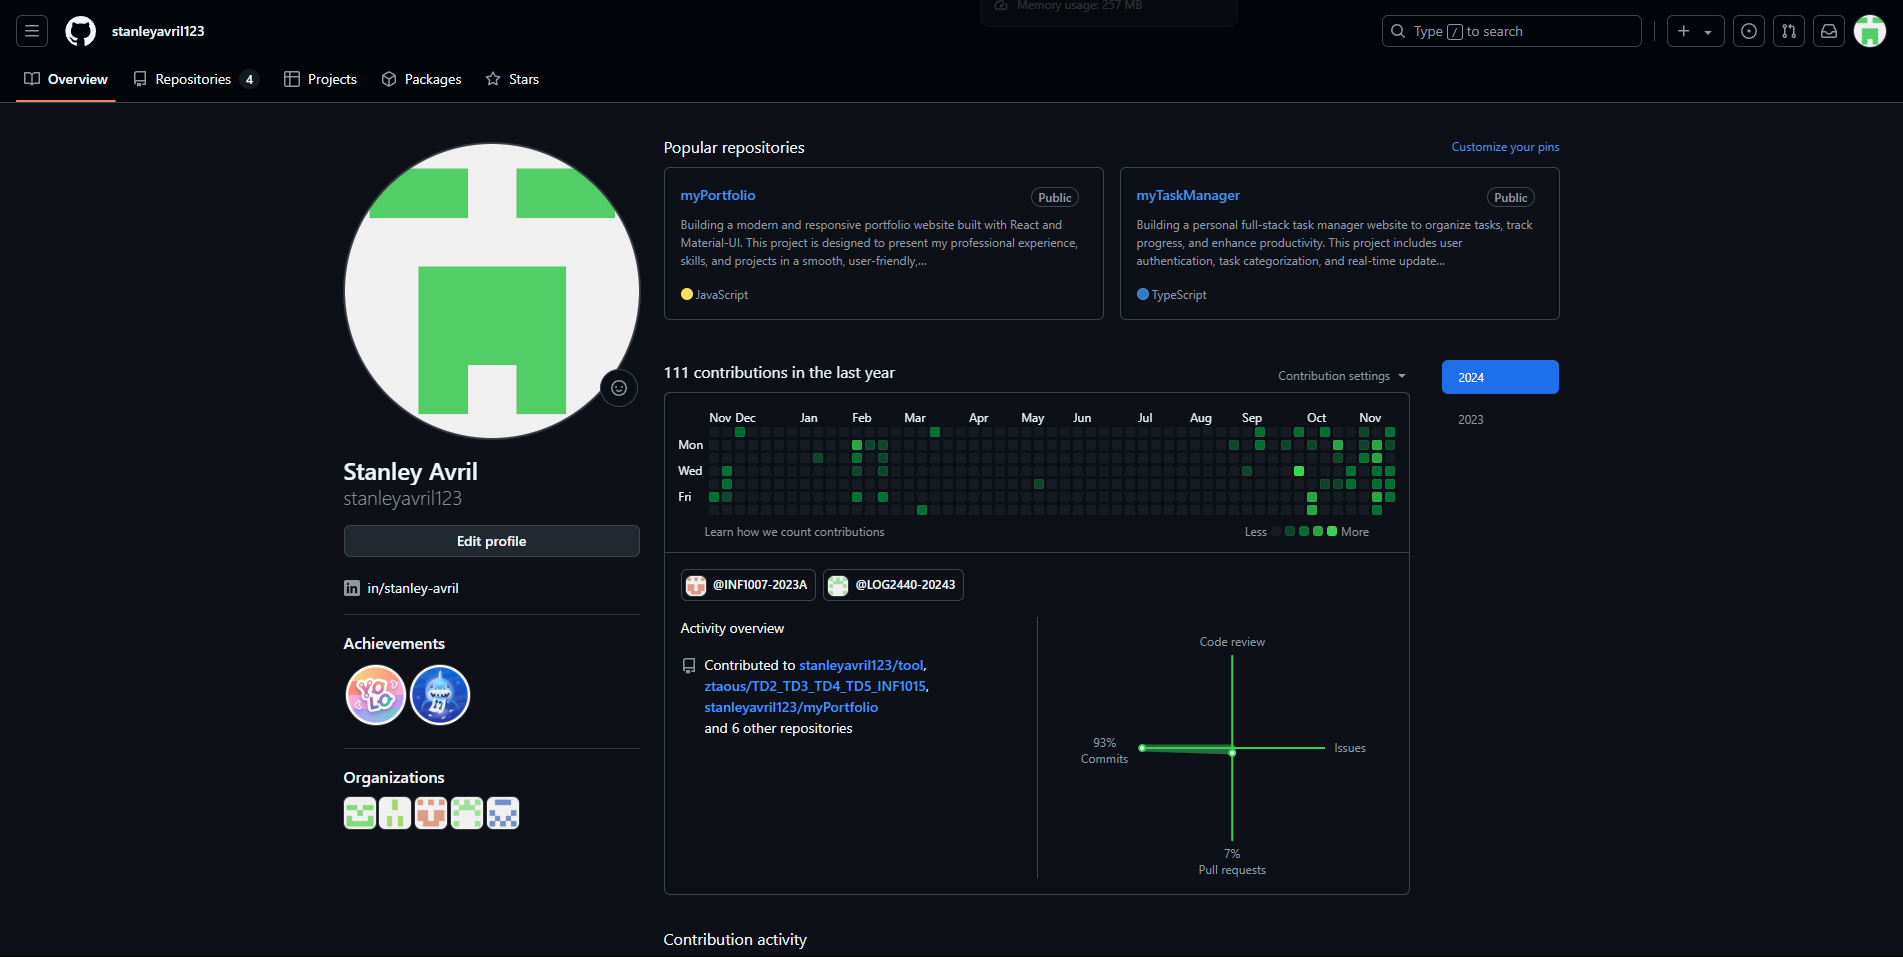 Memory usage: 257 MB
stanleyavril123
Type / to search
Overview
Repositories 4
Projects
Packages
Stars
Stanley Avril
stanleyavril123
Edit profile
in/stanley-avril
Achievements
YOLO
Organizations
Popular repositories
Customize your pins
myPortfolio
Public
Building a modern and responsive portfolio website built with React and
Material-UI. This project is designed to present my professional experience,
skills, and projects in a smooth, user-friendly,...
JavaScript
myTaskManager
Public
Building a personal full-stack task manager website to organize tasks, track
progress, and enhance productivity. This project includes user
authentication, task categorization, and real-time update...
TypeScript
111 contributions in the last year
Contribution settings
2024
2023
Nov Dec Jan Feb Mar Apr May Jun Jul Aug Sep Oct Nov
Mon
Wed
Fri
Learn how we count contributions
Less
More
@INF1007-2023A
@LOG2440-20243
Activity overview
Contributed to stanleyavril123/tool,
ztaous/TD2_TD3_TD4_TD5_INF1015,
stanleyavril123/myPortfolio
and 6 other repositories
Code review
93%
Commits
Issues
7%
Pull requests
Contribution activity